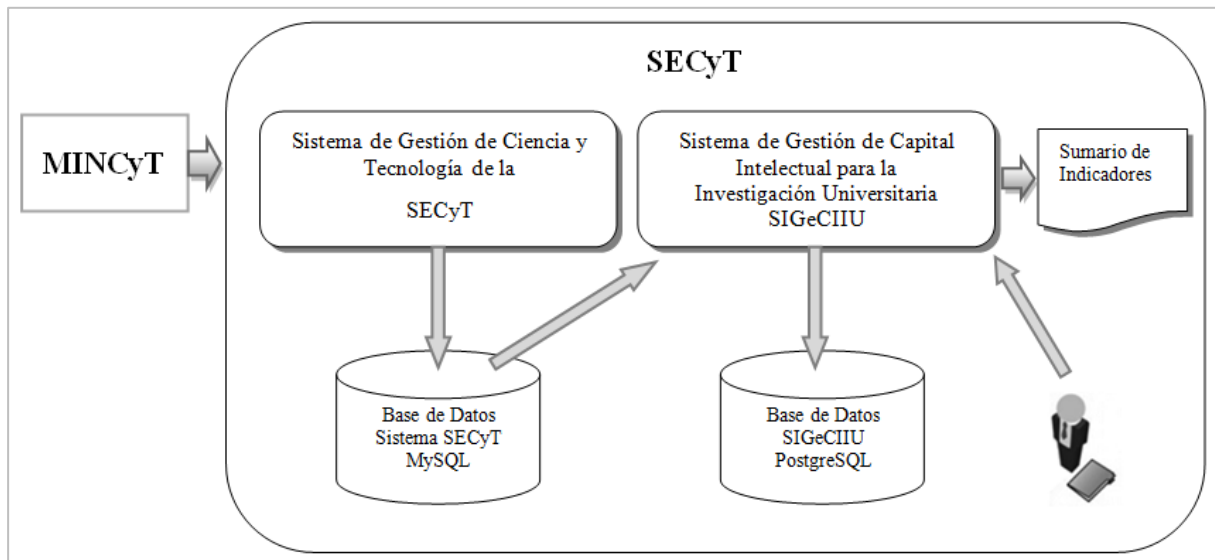 SECyT
MINCyT
Sistema de Gestión de Ciencia y
Tecnología de la
SECyT
Sistema de Gestión de Capital
Intelectual para la
Investigación Universitaria
SIGeCIIU
Sumario de
Indicadores
Base de Datos
Sistema SECyT
MySQL
Base de Datos
SIGeCIIU
PostgreSQL